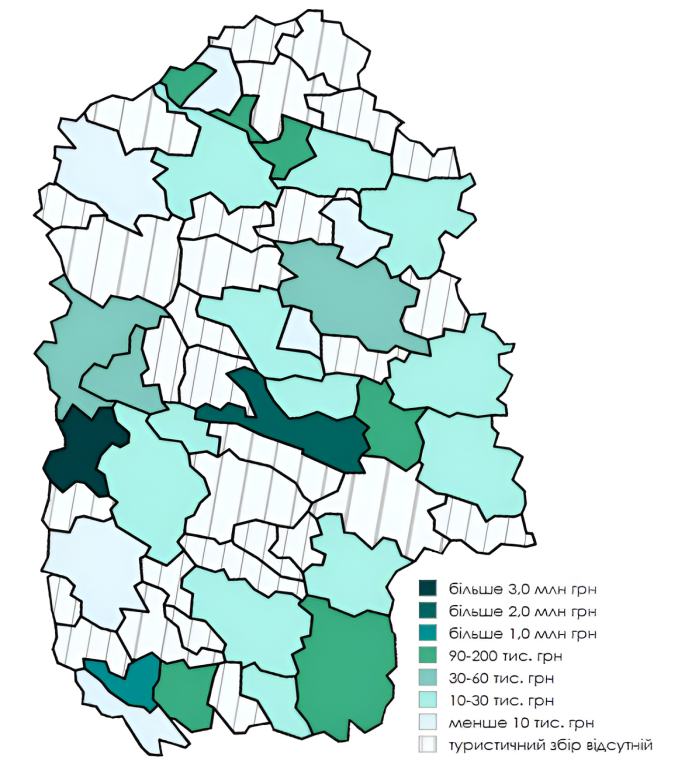 більше 3,0 млн грн
більше 2,0 млн грн
більше 1,0 млн грн
90-200 тис. грн
30-60 тис. грн
10-30 тис. грн
менше 10 тис. грн
туристичний збір відсутній